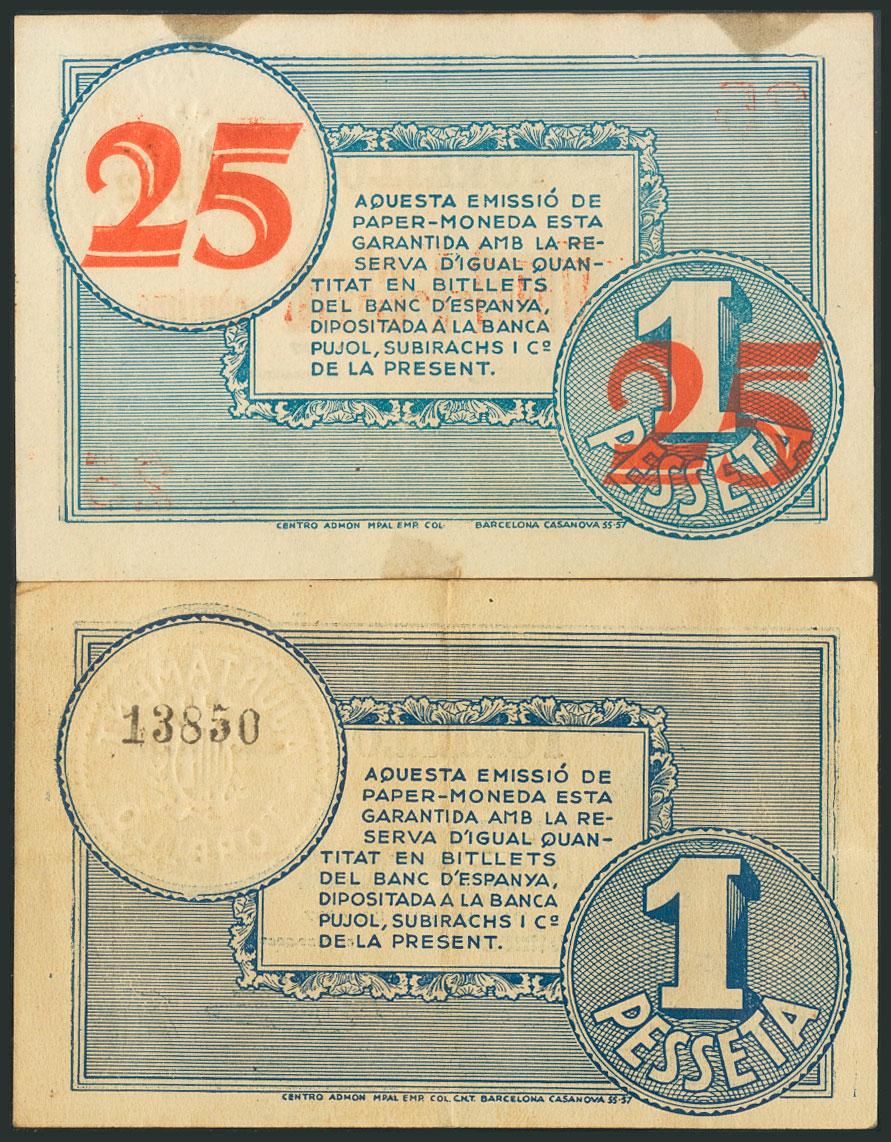 25
AQUESTA EMISSIÓ DE
PAPER-MONEDA ESTA
GARANTIDA AMB LA RE-
SERVA D'IGUAL QUAN-
TITAT EN BITLLETS
DEL BANC D'ESPANYA,
DIPOSITADA A LA BANCA
PUJOL, SUBIRACHS I Cº
DE LA PRESENT.
1
25
PESSETA
CENTRO ADMON MPAL EMP. COL. BARCELONA CASANOVA 55-57
AJUNTAMENT
13850
TORELLO
AQUESTA EMISSIÓ DE
PAPER-MONEDA ESTA
GARANTIDA AMB LA RE-
SERVA D'IGUAL QUAN-
TITAT EN BITLLETS
DEL BANC D'ESPANYA,
DIPOSITADA A LA BANCA
PUJOL, SUBIRACHS I Cº
DE LA PRESENT.
1
PESSETA
CENTRO ADMON MPAL EMP. COL. C.N.T. BARCELONA CASANOVA 55-57